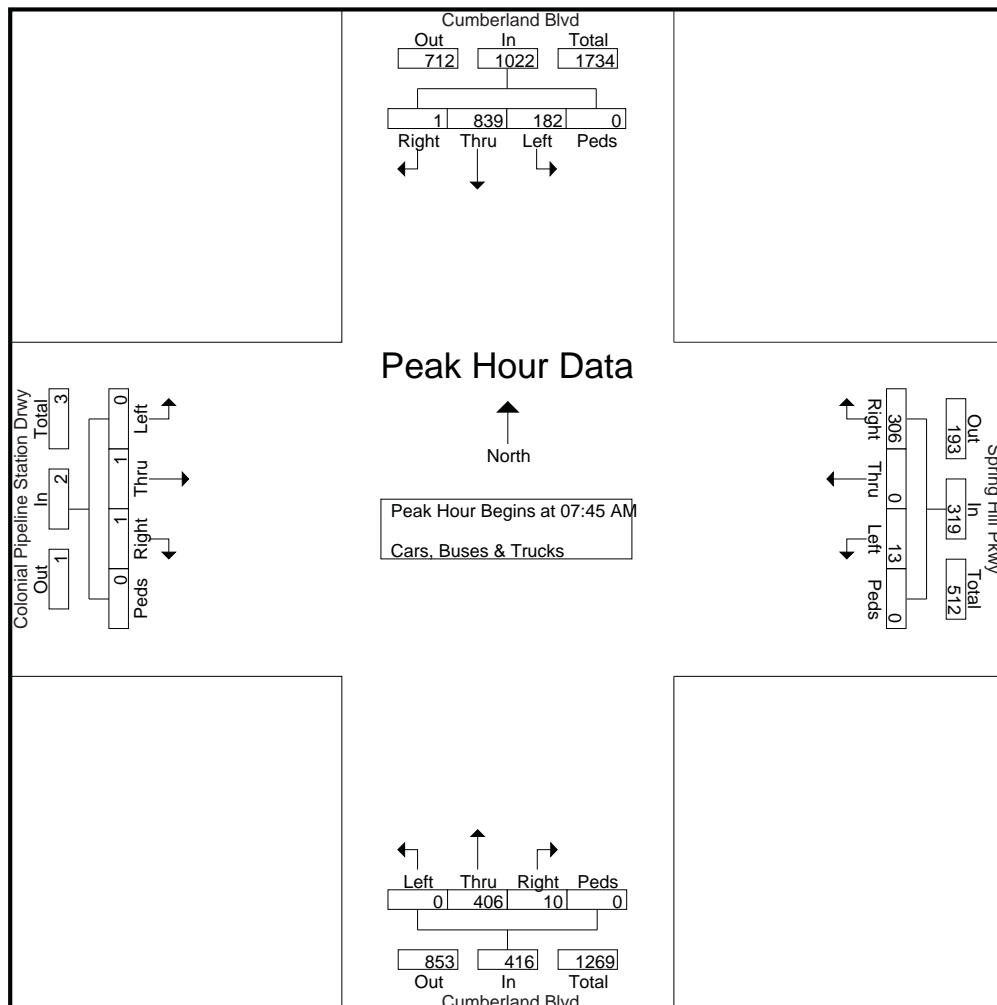 Cumberland Blvd
Out In Total
712 1022 1734
1 839 182 0
Right Thru Left Peds
Peak Hour Data
North
Peak Hour Begins at 07:45 AM
Cars, Buses & Trucks
Colonial Pipeline Station Drwy
Out In Total
1 2 3
0 1 1 0
Peds Right Thru Left
Spring Hill Pkwy
Out In Total
193 319 512
306 0 13 0
Right Thru Left Peds
Left Thru Right Peds
0 406 10 0
853 416 1269
Out In Total
Cumberland Blvd